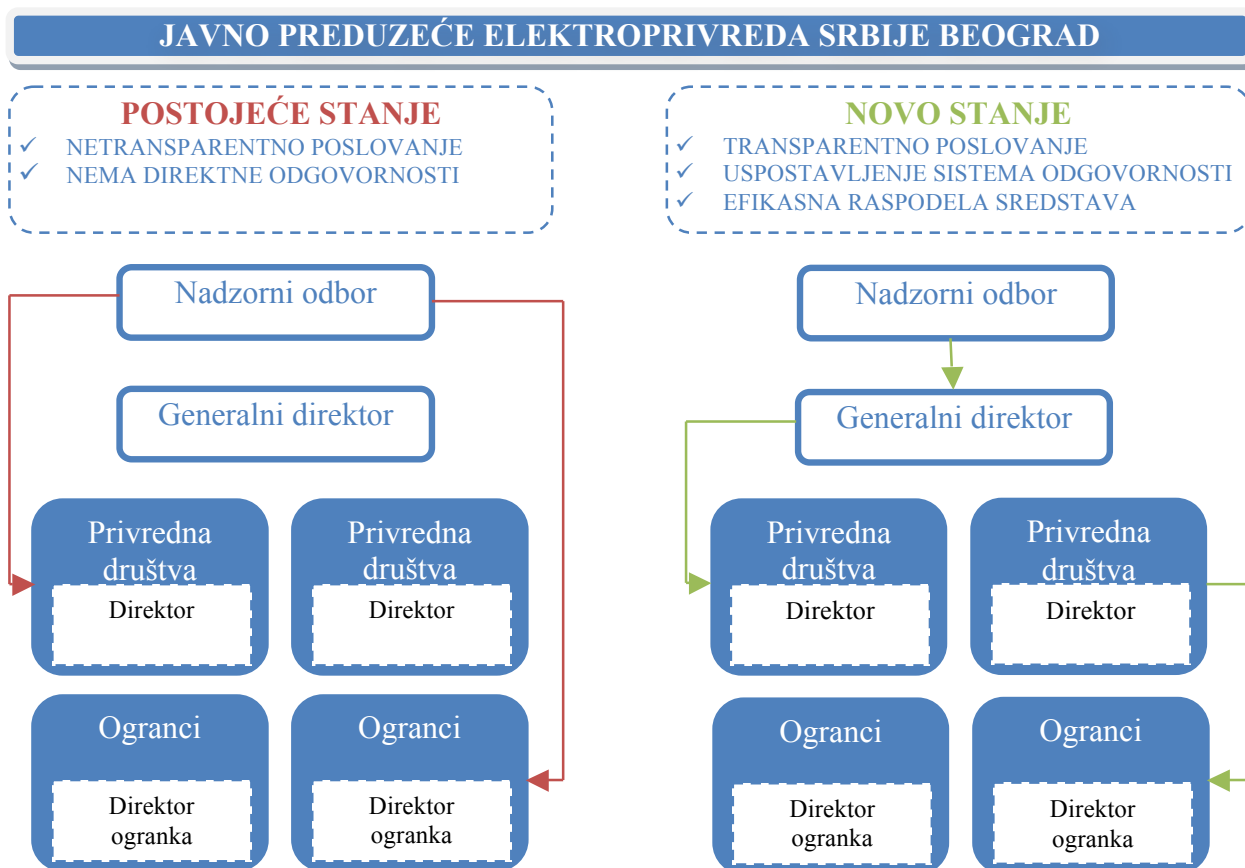 JAVNO PREDUZEĆE ELEKTROPRIVREDA SRBIJE BEOGRAD
POSTOJEĆE STANJE
✓ NETRANSPARENTNO POSLOVANJE
✓ NEMA DIREKTNE ODGOVORNOSTI
Nadzorni odbor
Generalni direktor
Privredna
društva
Direktor
Privredna
društva
Direktor
Ogranci
Direktor
ogranka
Ogranci
Direktor
ogranka
NOVO STANJE
✓ TRANSPARENTNO POSLOVANJE
✓ USPOSTAVLJENJE SISTEMA ODGOVORNOSTI
✓ EFIKASNA RASPODELA SREDSTAVA
Nadzorni odbor
Generalni direktor
Privredna
društva
Direktor
Privredna
društva
Direktor
Ogranci
Direktor
ogranka
Ogranci
Direktor
ogranka